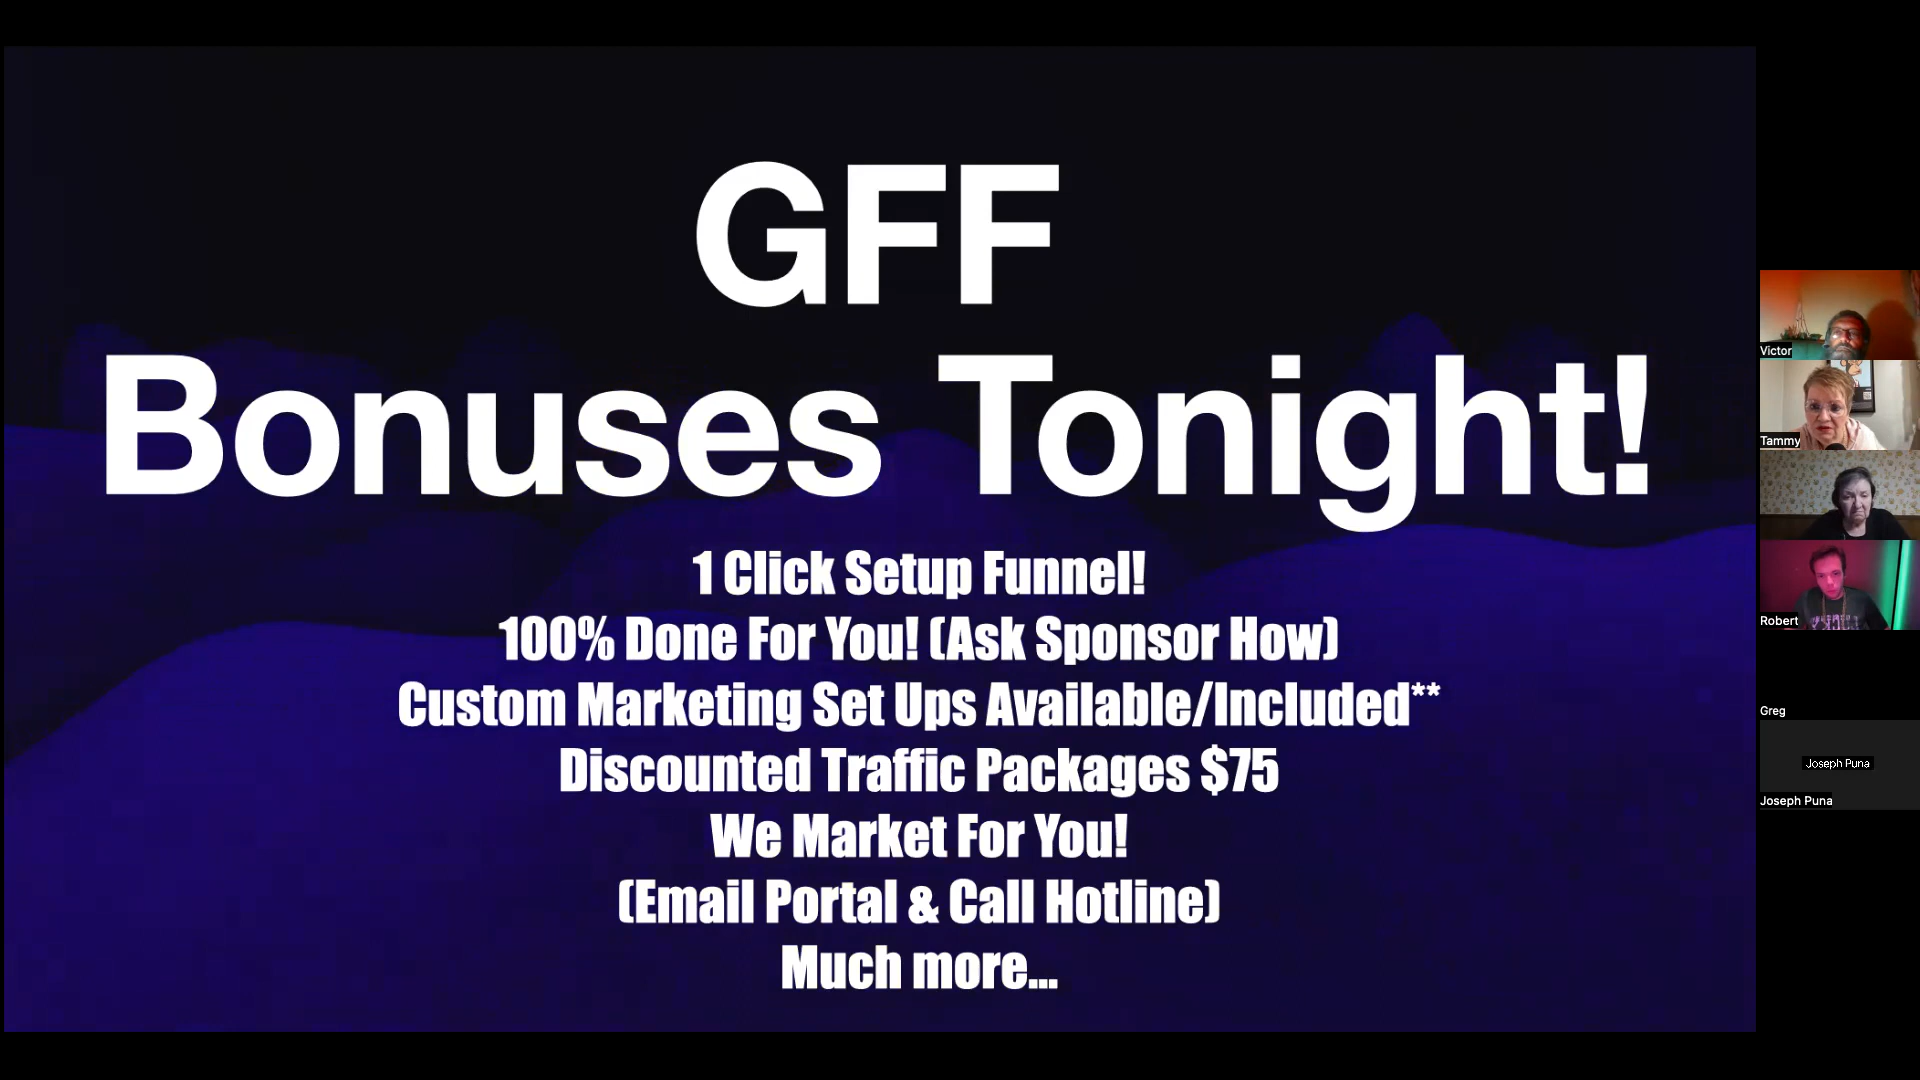 GFF
Bonuses Tonight!
1 Click Setup Funnel!
100% Done For You! (Ask Sponsor How)
Custom Marketing Set Ups Available/Included**
Discounted Traffic Packages $75
We Market For You!
(Email Portal & Call Hotline)
Much more...
Victor
Tammy
Robert
Greg
Joseph Puna
Joseph Puna